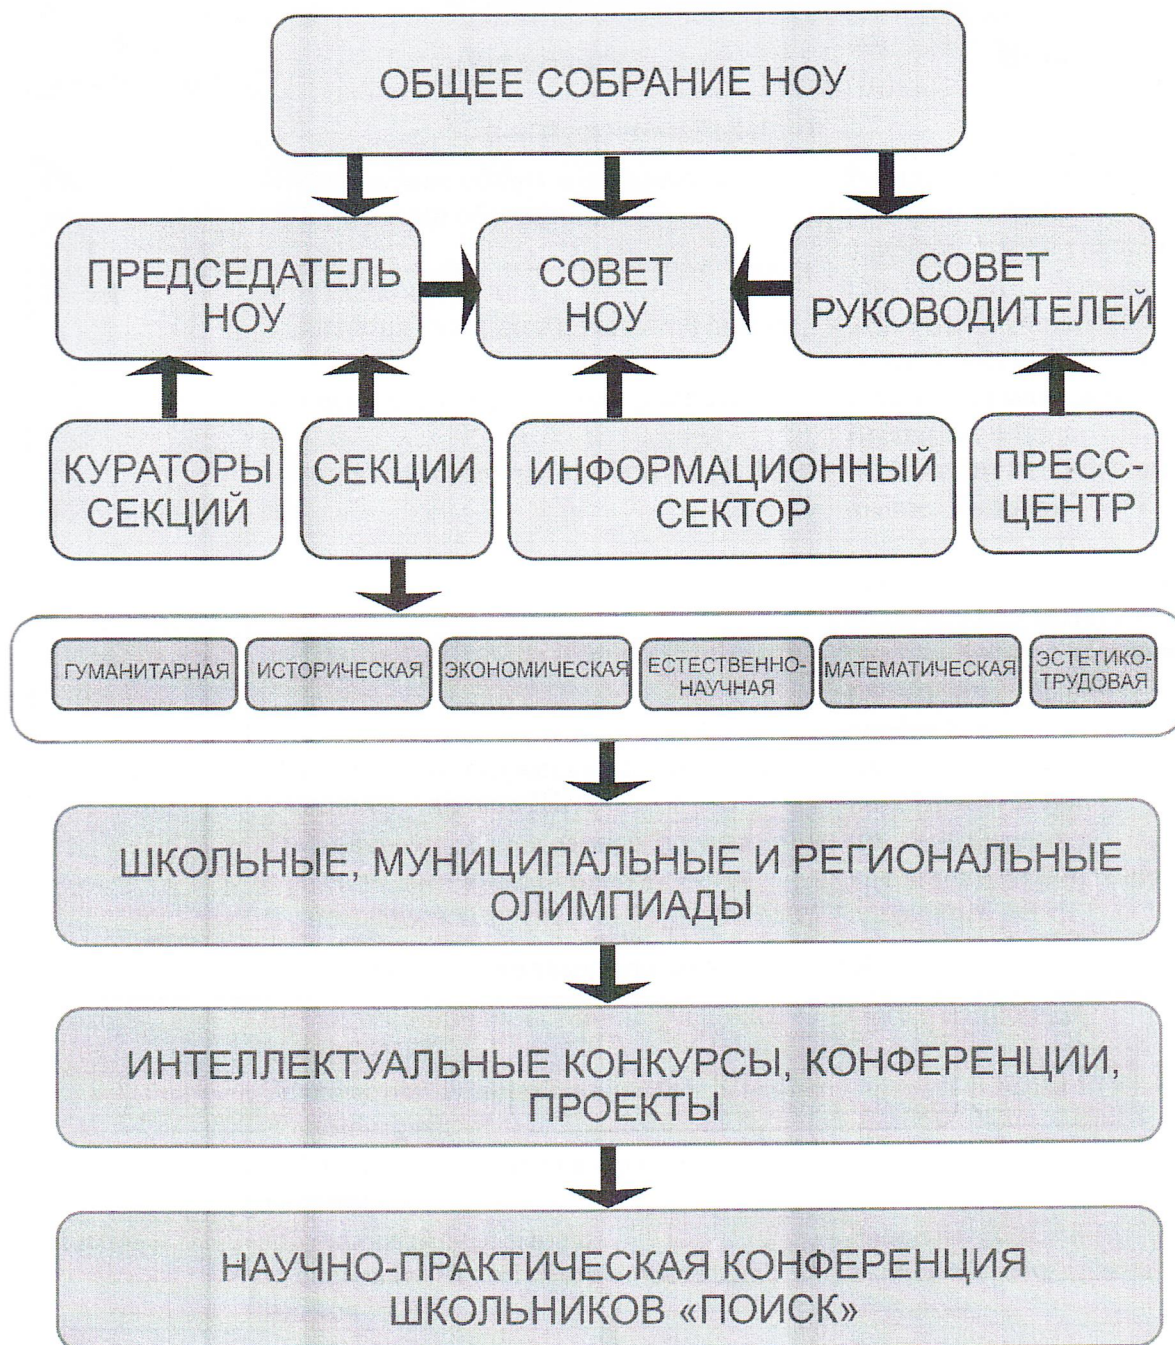 ОБЩЕЕ СОБРАНИЕ НОУ
ПРЕДСЕДАТЕЛЬ
НОУ
СОВЕТ
НОУ
СОВЕТ
РУКОВОДИТЕЛЕЙ
КУРАТОРЫ
СЕКЦИЙ
СЕКЦИИ
ИНФОРМАЦИОННЫЙ
СЕКТОР
ПРЕСС-
ЦЕНТР
ГУМАНИТАРНАЯ
ИСТОРИЧЕСКАЯ
ЭКОНОМИЧЕСКАЯ
ЕСТЕСТВЕННО-
НАУЧНАЯ
МАТЕМАТИЧЕСКАЯ
ЭСТЕТИКО-
ТРУДОВАЯ
ШКОЛЬНЫЕ, МУНИЦИПАЛЬНЫЕ И РЕГИОНАЛЬНЫЕ
ОЛИМПИАДЫ
ИНТЕЛЛЕКТУАЛЬНЫЕ КОНКУРСЫ, КОНФЕРЕНЦИИ,
ПРОЕКТЫ
НАУЧНО-ПРАКТИЧЕСКАЯ КОНФЕРЕНЦИЯ
ШКОЛЬНИКОВ «ПОИСК»